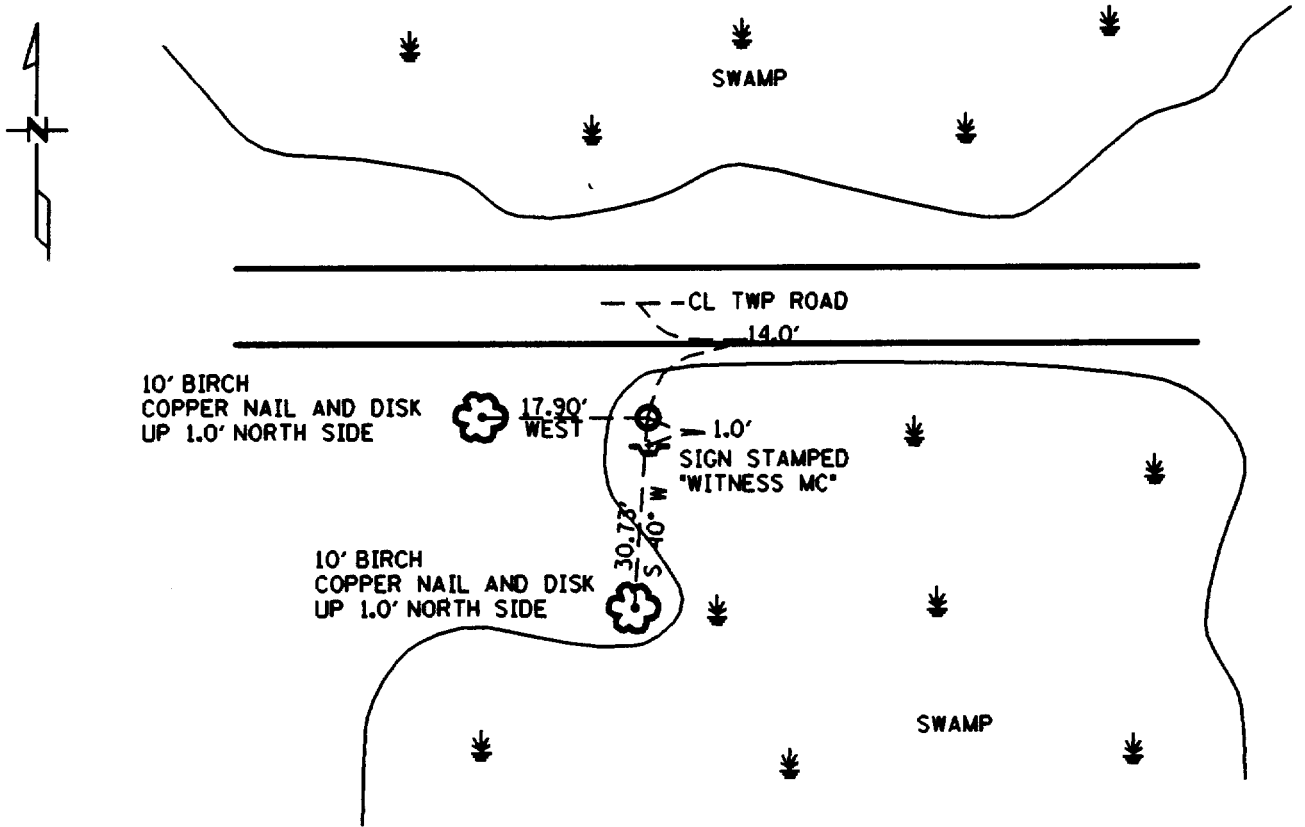 SWAMP
N
CL TWP ROAD
14.0'
10' BIRCH
COPPER NAIL AND DISK
UP 1.0' NORTH SIDE
17.90'
WEST
1.0'
SIGN STAMPED
"WITNESS MC"
30.73'
S 40° W
10' BIRCH
COPPER NAIL AND DISK
UP 1.0' NORTH SIDE
SWAMP